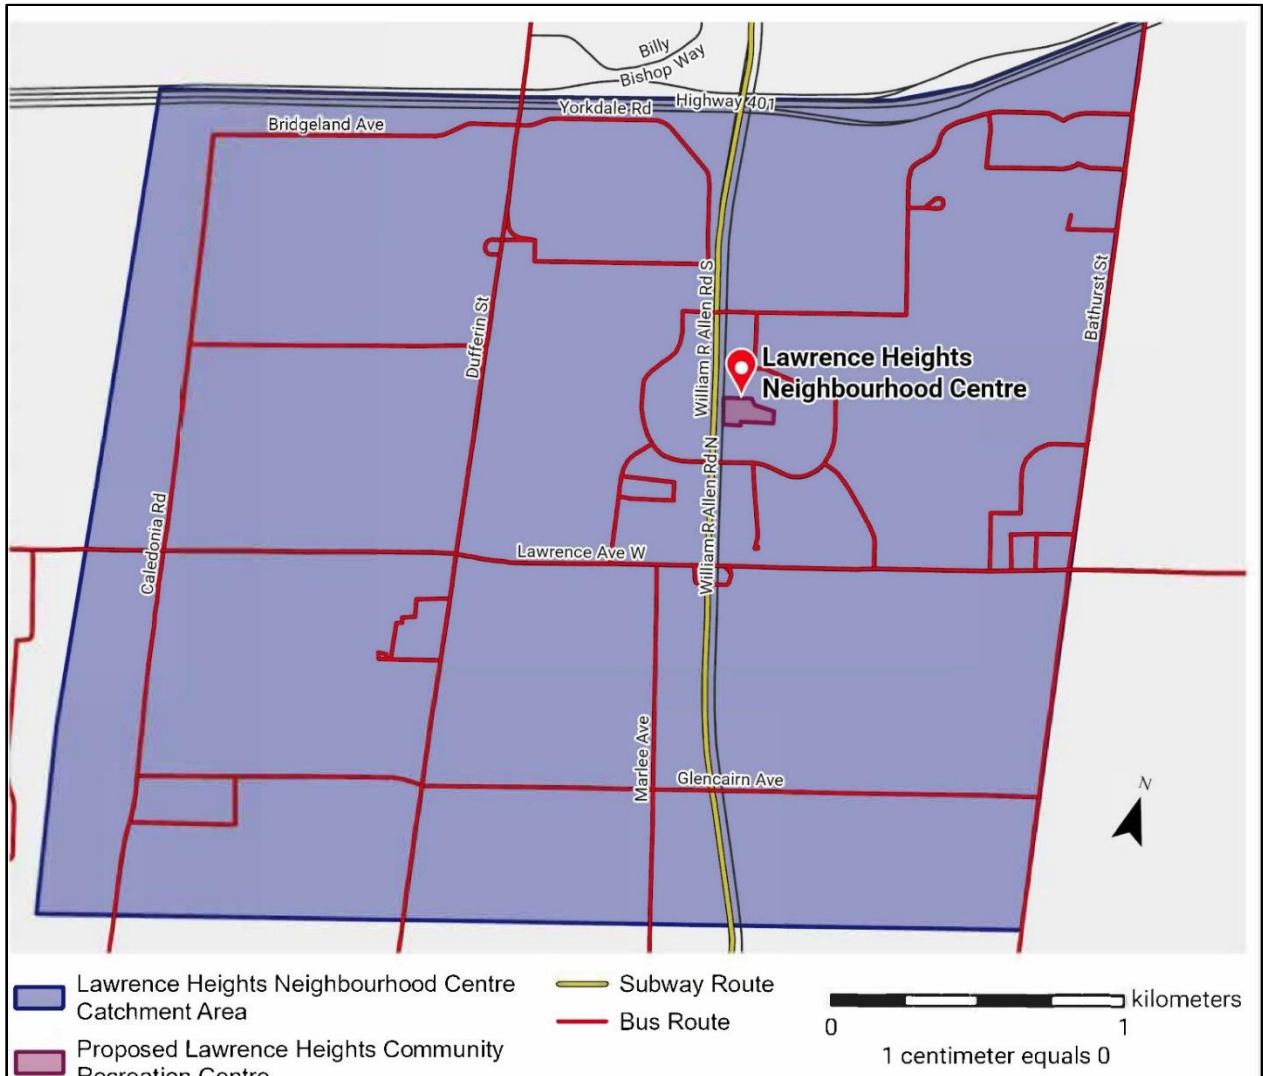 Billy
Bishop Way
Highway 401
Yorkdale Rd
Bridgeland Ave
William R Allen Rd S
Dufferin St
Bathurst St
Lawrence Heights
Neighbourhood Centre
William R Allen Rd N
Caledonia Rd
Lawrence Ave W
Marlee Ave
Glencairn Ave
N
Lawrence Heights Neighbourhood Centre
Catchment Area
Proposed Lawrence Heights Community
Recreation Centre
Subway Route
Bus Route
kilometers
0 1
1 centimeter equals 0